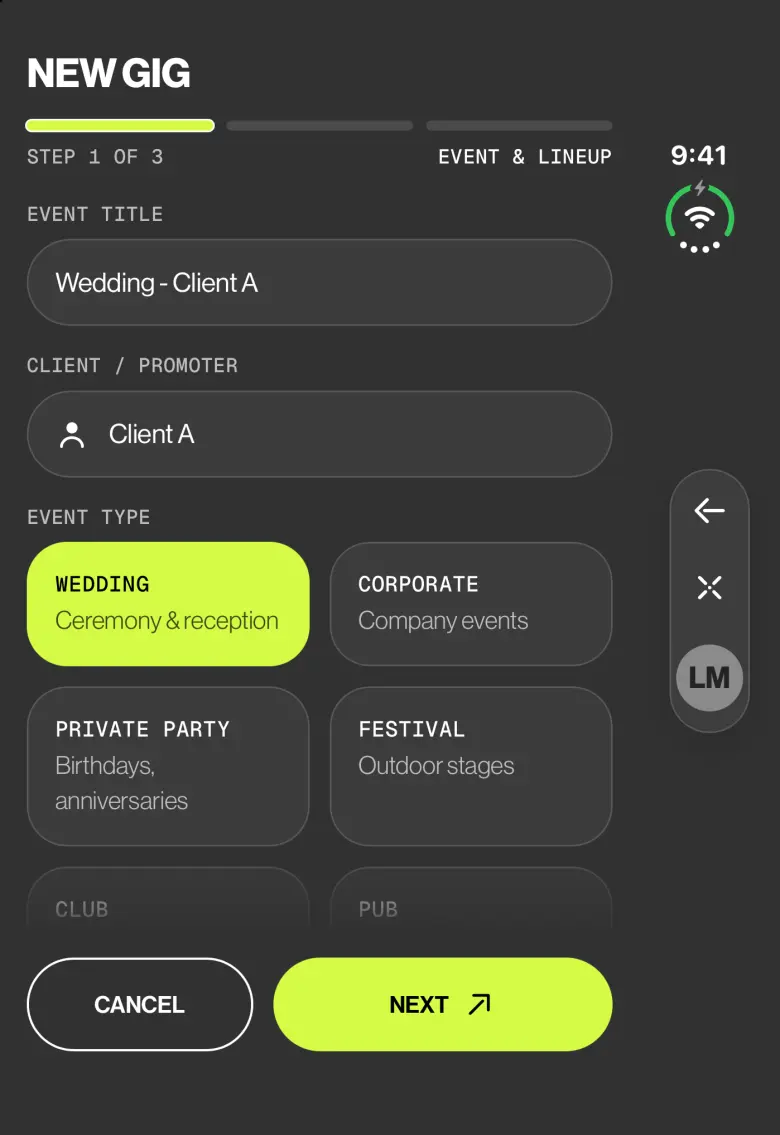 NEW GIG
STEP 1 OF 3
EVENT & LINEUP
9:41
EVENT TITLE
Wedding - Client A
CLIENT / PROMOTER
Client A
EVENT TYPE
WEDDING
Ceremony & reception
CORPORATE
Company events
LM
PRIVATE PARTY
Birthdays,
anniversaries
FESTIVAL
Outdoor stages
CLUB
PUB
CANCEL
NEXT